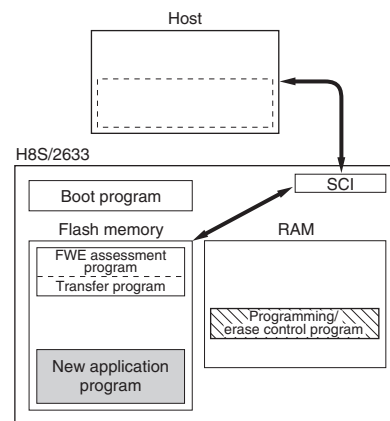 Host
H8S/2633
SCI
Boot program
Flash memory
RAM
FWE assessment
program
Transfer program
Programming/
erase control program
New application
program